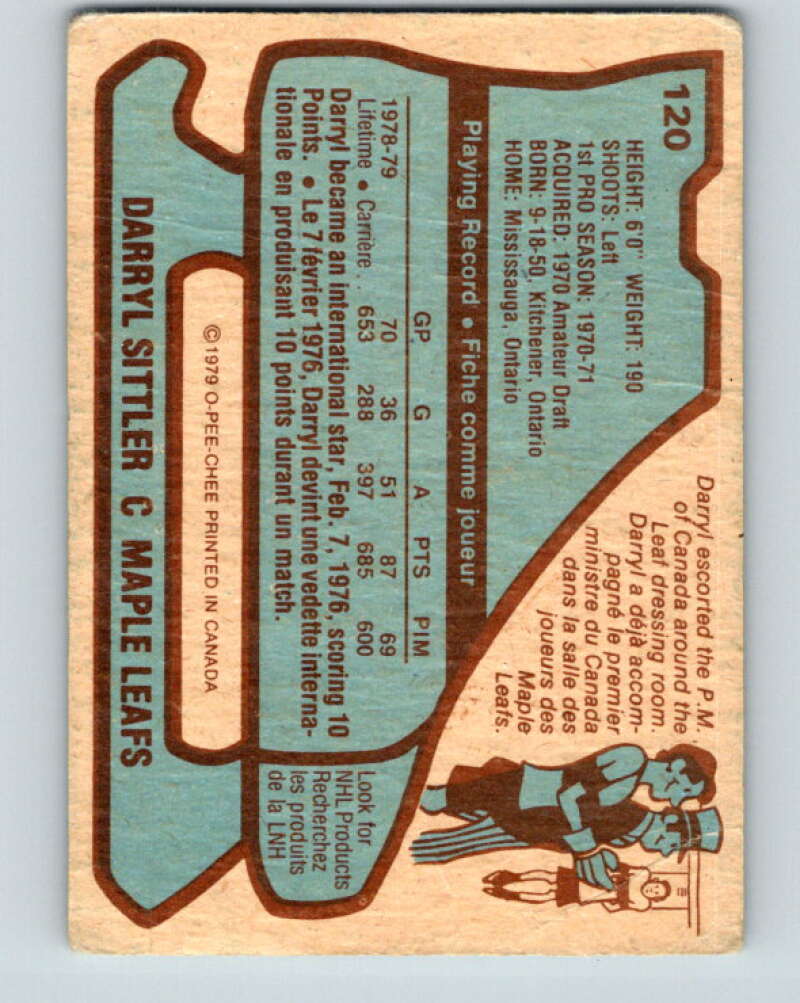 120
HEIGHT: 6'0" WEIGHT: 190
SHOOTS: Left
1st PRO SEASON: 1970-71
ACQUIRED: 1970 Amateur Draft
BORN: 9-18-50, Kitchener, Ontario
HOME: Mississauga, Ontario
Darryl escorted the P.M.
of Canada around the
Leaf dressing room.
Darryl a déjà accom-
pagné le premier
ministre du Canada
dans la salle des
joueurs des
Maple
Leafs.
Playing Record • Fiche comme joueur
GP G A PTS PIM
1978-79 70 36 51 87 69
Lifetime • Carrière . 653 288 397 685 600
Darryl became an international star, Feb. 7, 1976, scoring 10
Points. • Le 7 février 1976, Darryl devint une vedette interna-
tionale en produisant 10 points durant un match.
Look for
NHL Products
Recherchez
les produits
de la LNH
©1979 O-PEE-CHEE PRINTED IN CANADA
DARRYL SITTLER C MAPLE LEAFS